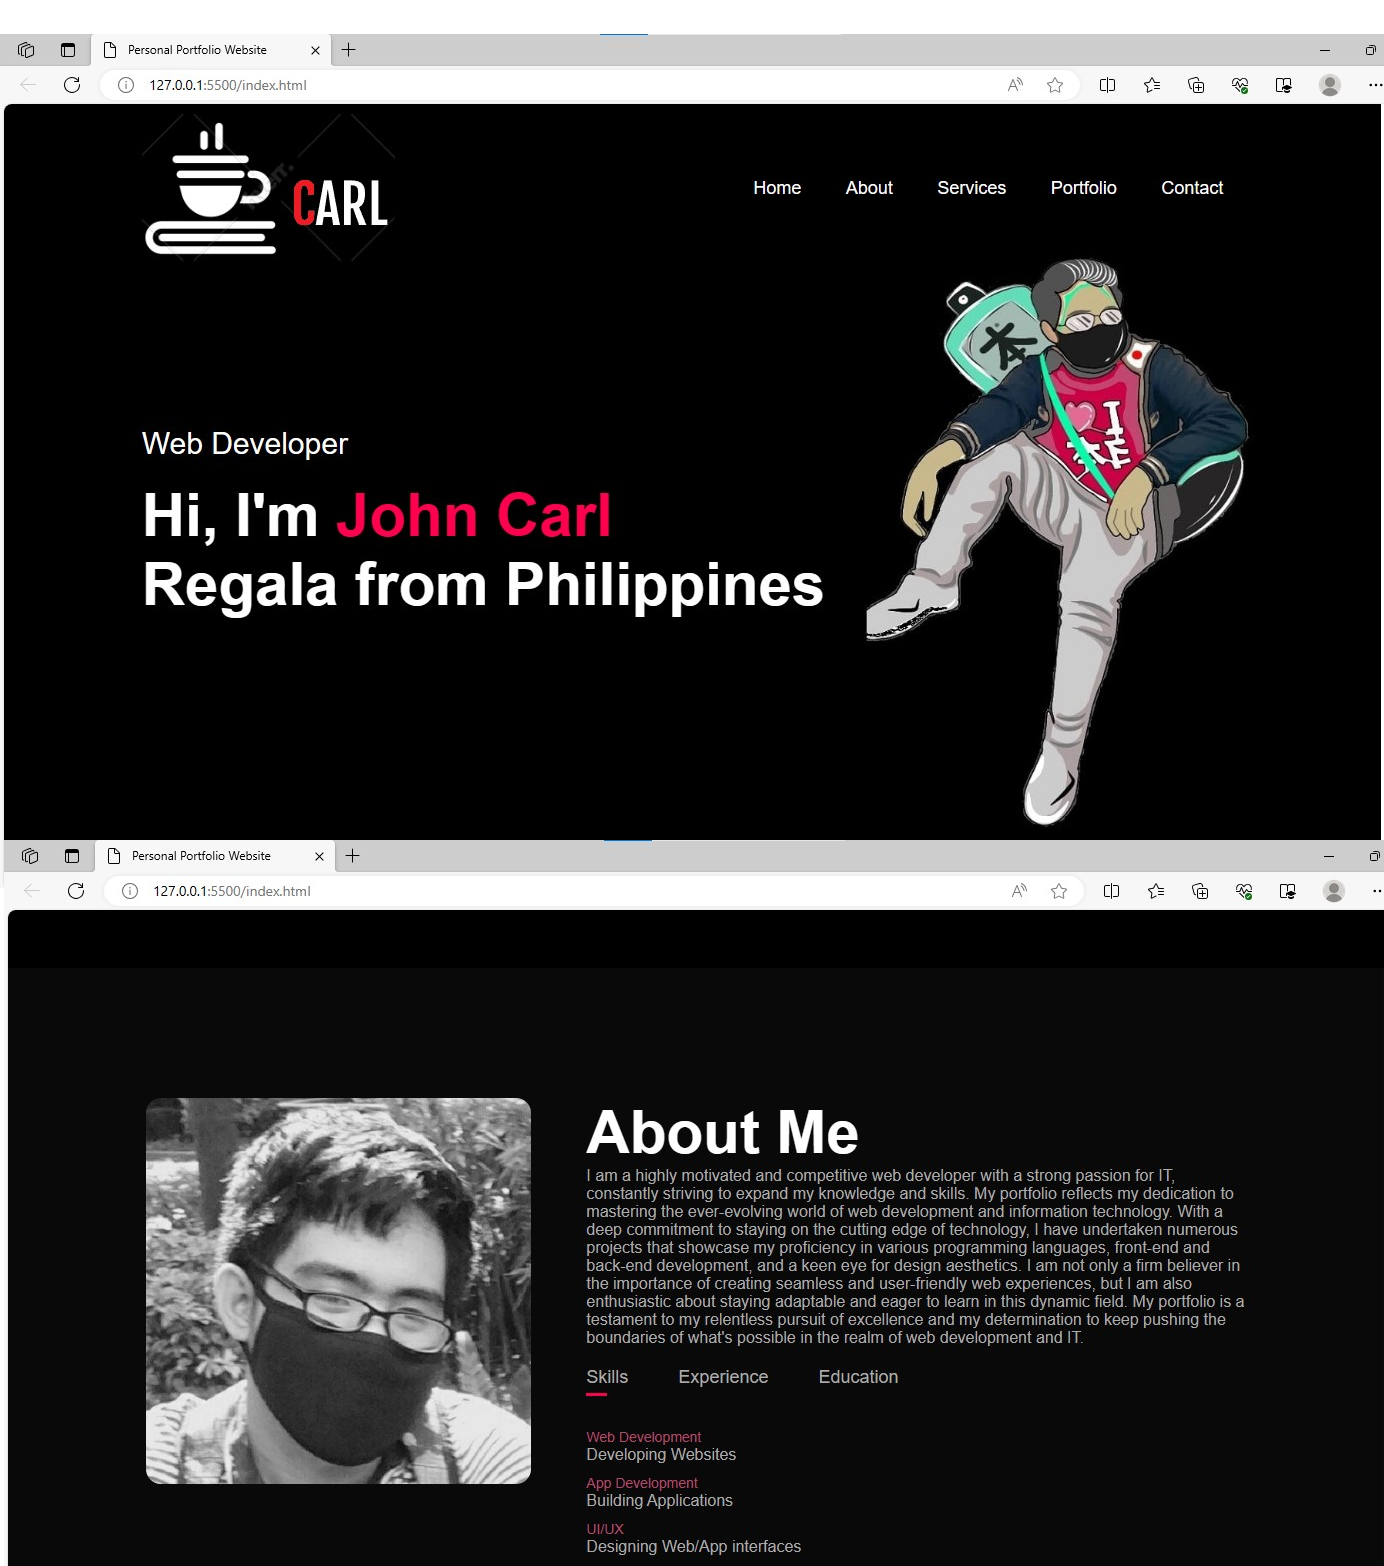 Personal Portfolio Website
127.0.0.1:5500/index.html
CARL
Home About Services Portfolio Contact
本
I
Web Developer
Hi, I'm John Carl
Regala from Philippines
Personal Portfolio Website
127.0.0.1:5500/index.html
About Me
I am a highly motivated and competitive web developer with a strong passion for IT,
constantly striving to expand my knowledge and skills. My portfolio reflects my dedication to
mastering the ever-evolving world of web development and information technology. With a
deep commitment to staying on the cutting edge of technology, I have undertaken numerous
projects that showcase my proficiency in various programming languages, front-end and
back-end development, and a keen eye for design aesthetics. I am not only a firm believer in
the importance of creating seamless and user-friendly web experiences, but I am also
enthusiastic about staying adaptable and eager to learn in this dynamic field. My portfolio is a
testament to my relentless pursuit of excellence and my determination to keep pushing the
boundaries of what's possible in the realm of web development and IT.
Skills Experience Education
Web Development
Developing Websites
App Development
Building Applications
UI/UX
Designing Web/App interfaces